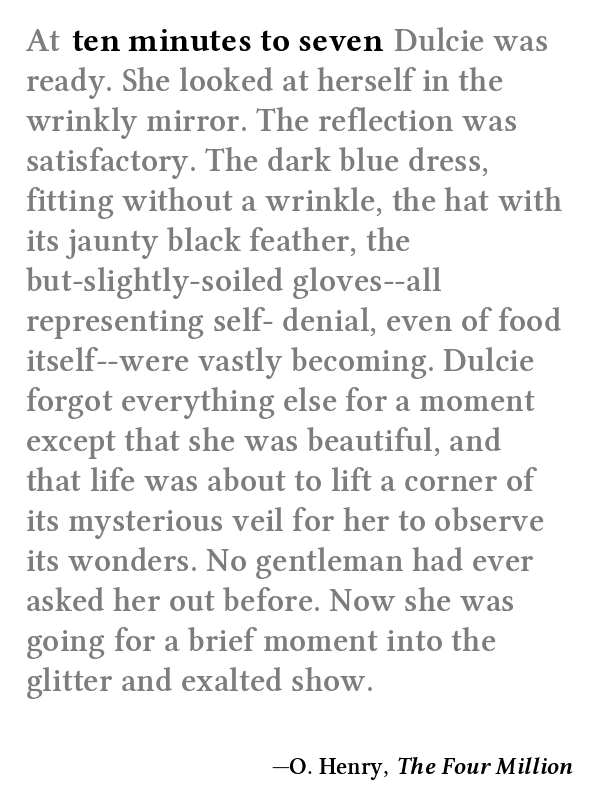 At ten minutes to seven Dulcie was
ready. She looked at herself in the
wrinkly mirror. The reflection was
satisfactory. The dark blue dress,
fitting without a wrinkle, the hat with
its jaunty black feather, the
but-slightly-soiled gloves--all
representing self- denial, even of food
itself--were vastly becoming. Dulcie
forgot everything else for a moment
except that she was beautiful, and
that life was about to lift a corner of
its mysterious veil for her to observe
its wonders. No gentleman had ever
asked her out before. Now she was
going for a brief moment into the
glitter and exalted show.
—O. Henry, The Four Million